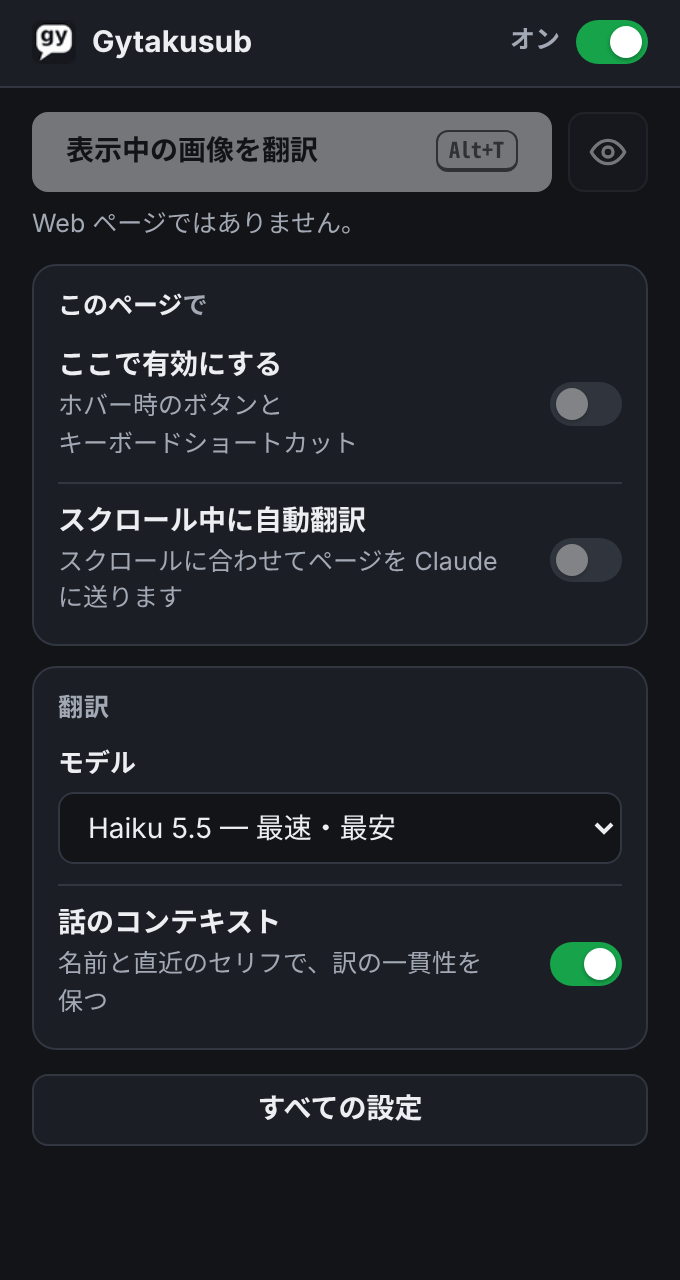 gy
Gytakusub
オン
表示中の画像を翻訳
Alt+T
Web ページではありません。
このページで
ここで有効にする
ホバー時のボタンと
キーボードショートカット
スクロール中に自動翻訳
スクロールに合わせてページを Claude
に送ります
翻訳
モデル
Haiku 5.5 — 最速・最安
話のコンテキスト
名前と直近のセリフで、訳の一貫性を
保つ
すべての設定